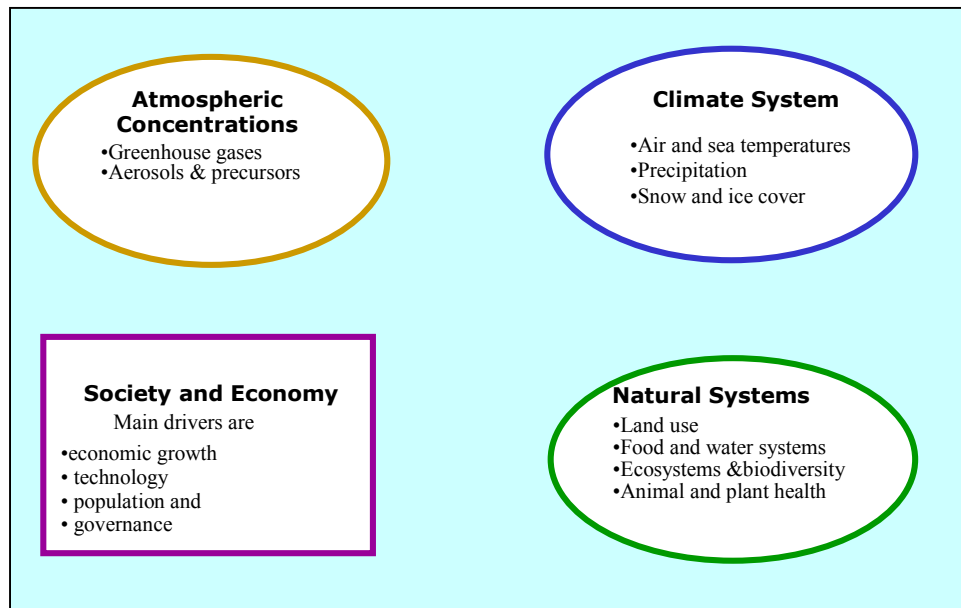 Atmospheric
Concentrations
•Greenhouse gases
•Aerosols & precursors
Climate System
•Air and sea temperatures
•Precipitation
•Snow and ice cover
Society and Economy
Main drivers are
•economic growth
• technology
• population and
• governance
Natural Systems
•Land use
•Food and water systems
•Ecosystems &biodiversity
•Animal and plant health